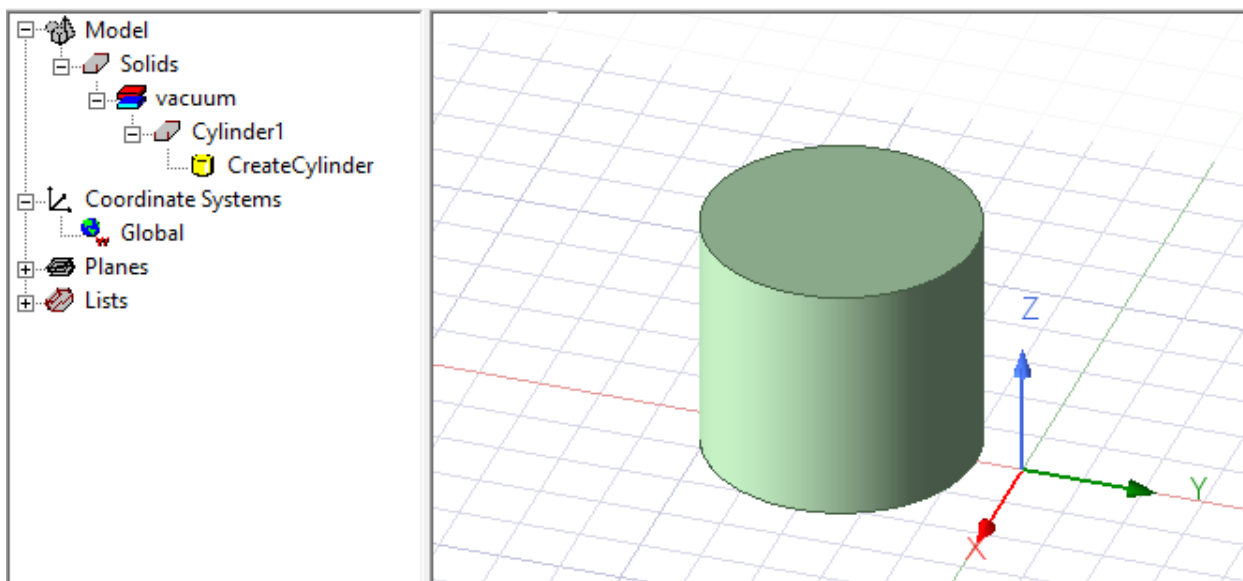 Model
Solids
vacuum
Cylinder1
CreateCylinder
Coordinate Systems
Global
Planes
Lists
Z
Y
X